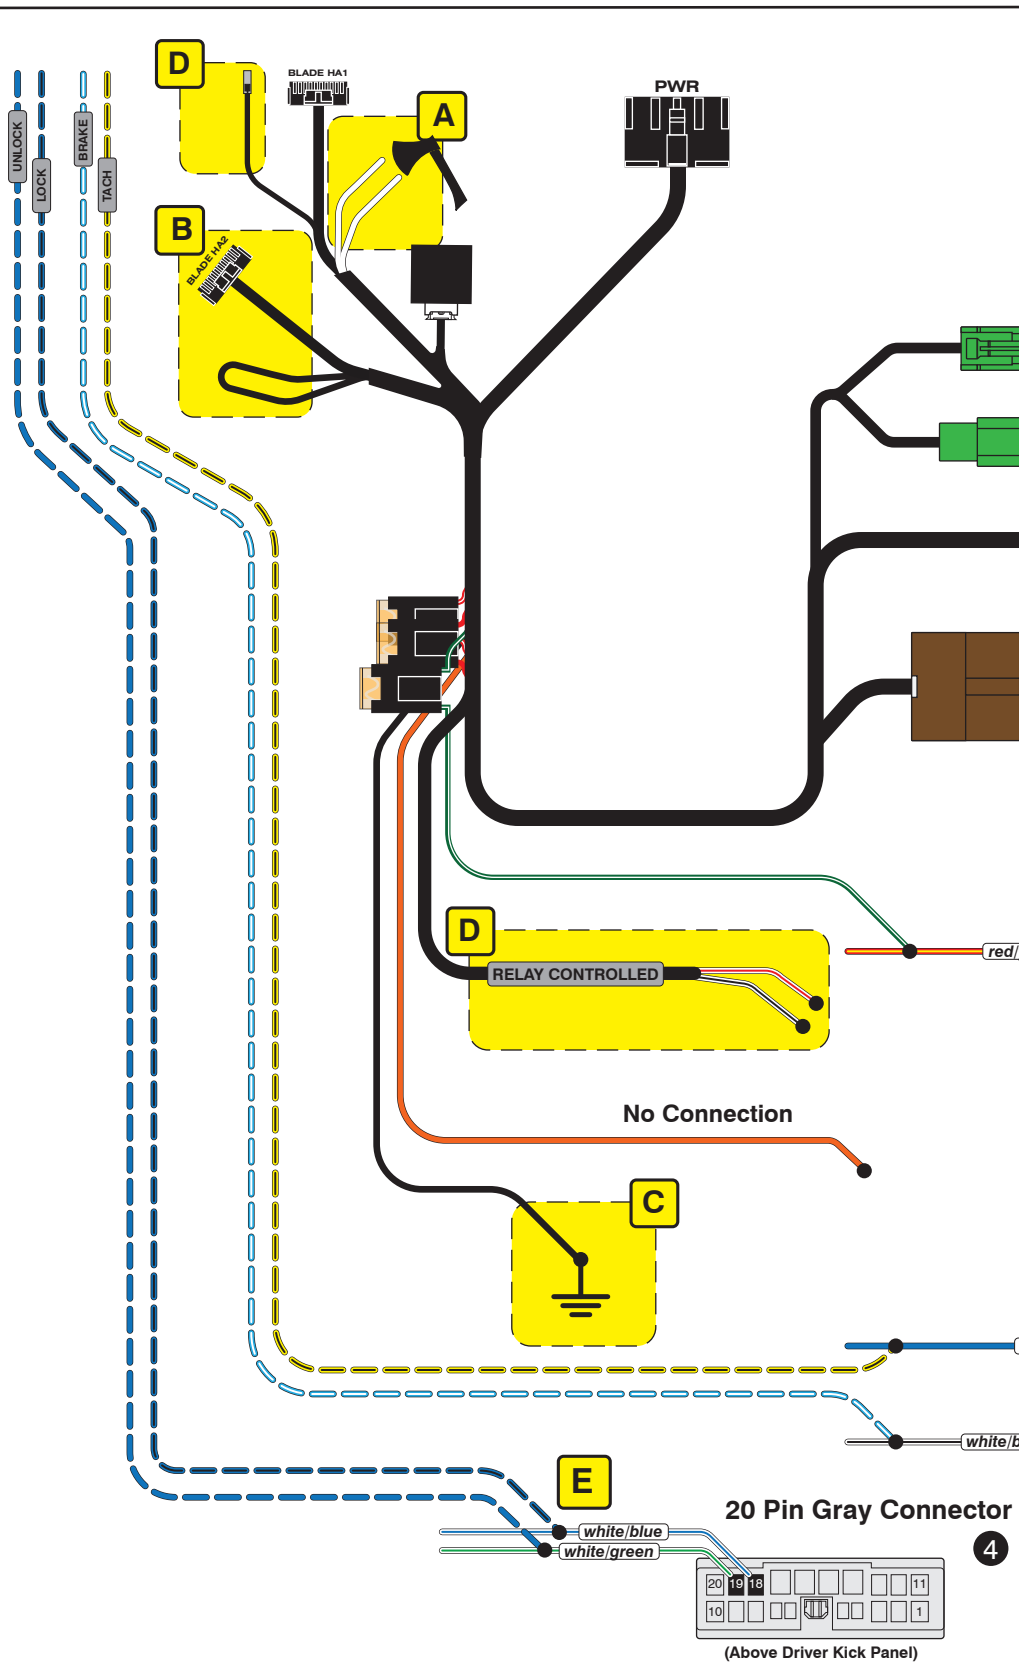 D
BLADE HA1
A
PWR
UNLOCK
LOCK
BRAKE
TACH
B
BLADE HA2
D
RELAY CONTROLLED
red/
No Connection
C
white/b
E
20 Pin Gray Connector
4
white/blue
white/green
20 19 18 11
10 1
(Above Driver Kick Panel)